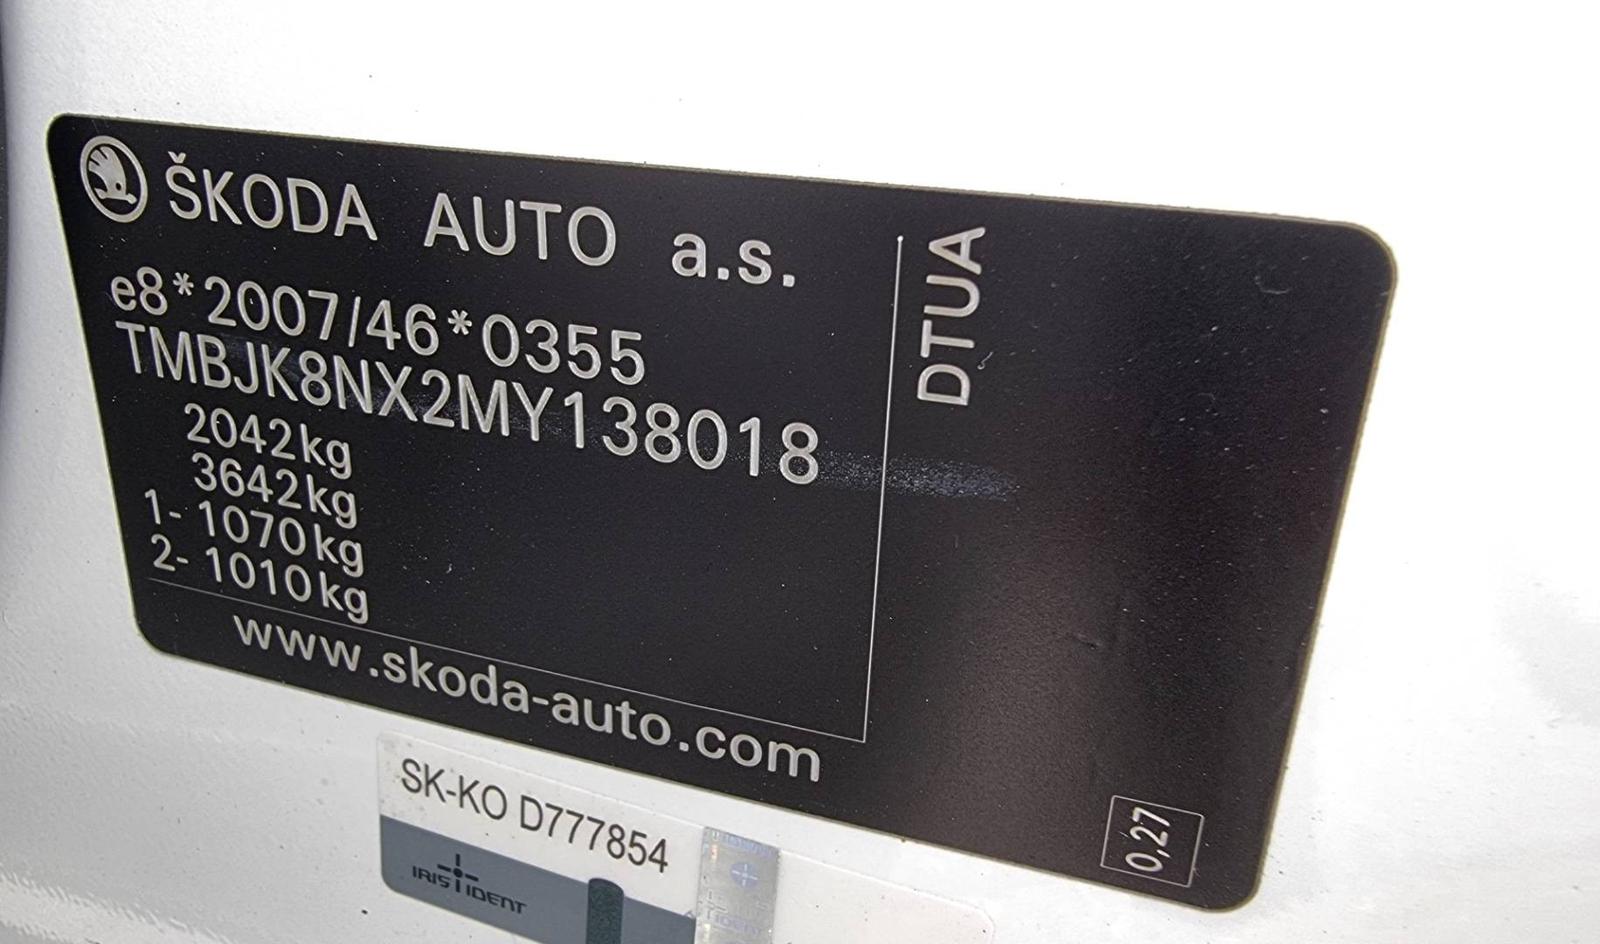 ŠKODA AUTO a.s.
e8*2007/46*0355
TMBJK8NX2MY138018
2042kg
3642kg
1- 1070kg
2- 1010kg
www.skoda-auto.com
DTUA
0,27
SK-KO D777854
IRIS IDENT